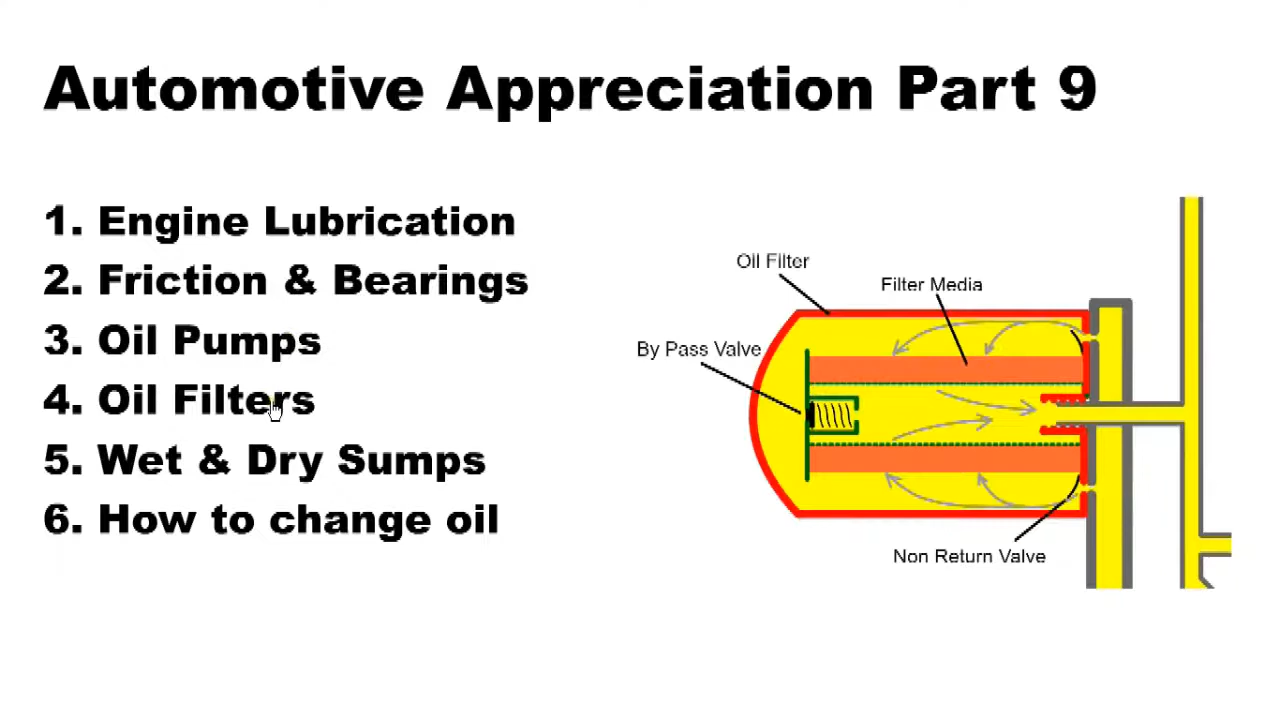 Automotive Appreciation Part 9
1. Engine Lubrication
2. Friction & Bearings
3. Oil Pumps
4. Oil Filters
5. Wet & Dry Sumps
6. How to change oil
Oil Filter
Filter Media
By Pass Valve
Non Return Valve